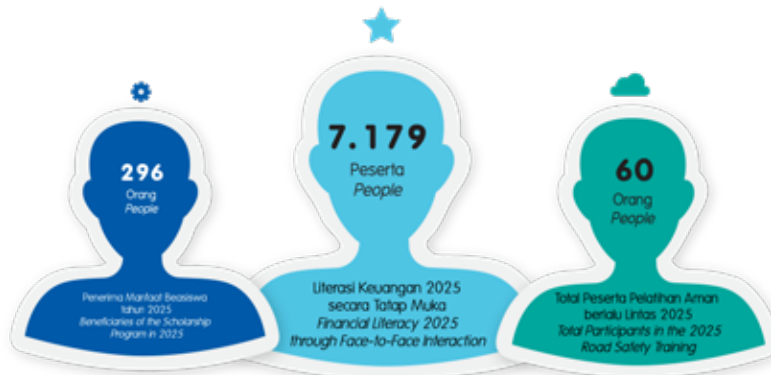 296
Orang
People
Penerima Manfaat Beasiswa
tahun 2025
Beneficiaries of the Scholarship
Program in 2025
7.179
Peserta
People
Literasi Keuangan 2025
secara Tatap Muka
Financial Literacy 2025
through Face-to-Face Interaction
60
Orang
People
Total Peserta Pelatihan Aman
berlalu Lintas 2025
Total Participants in the 2025
Road Safety Training